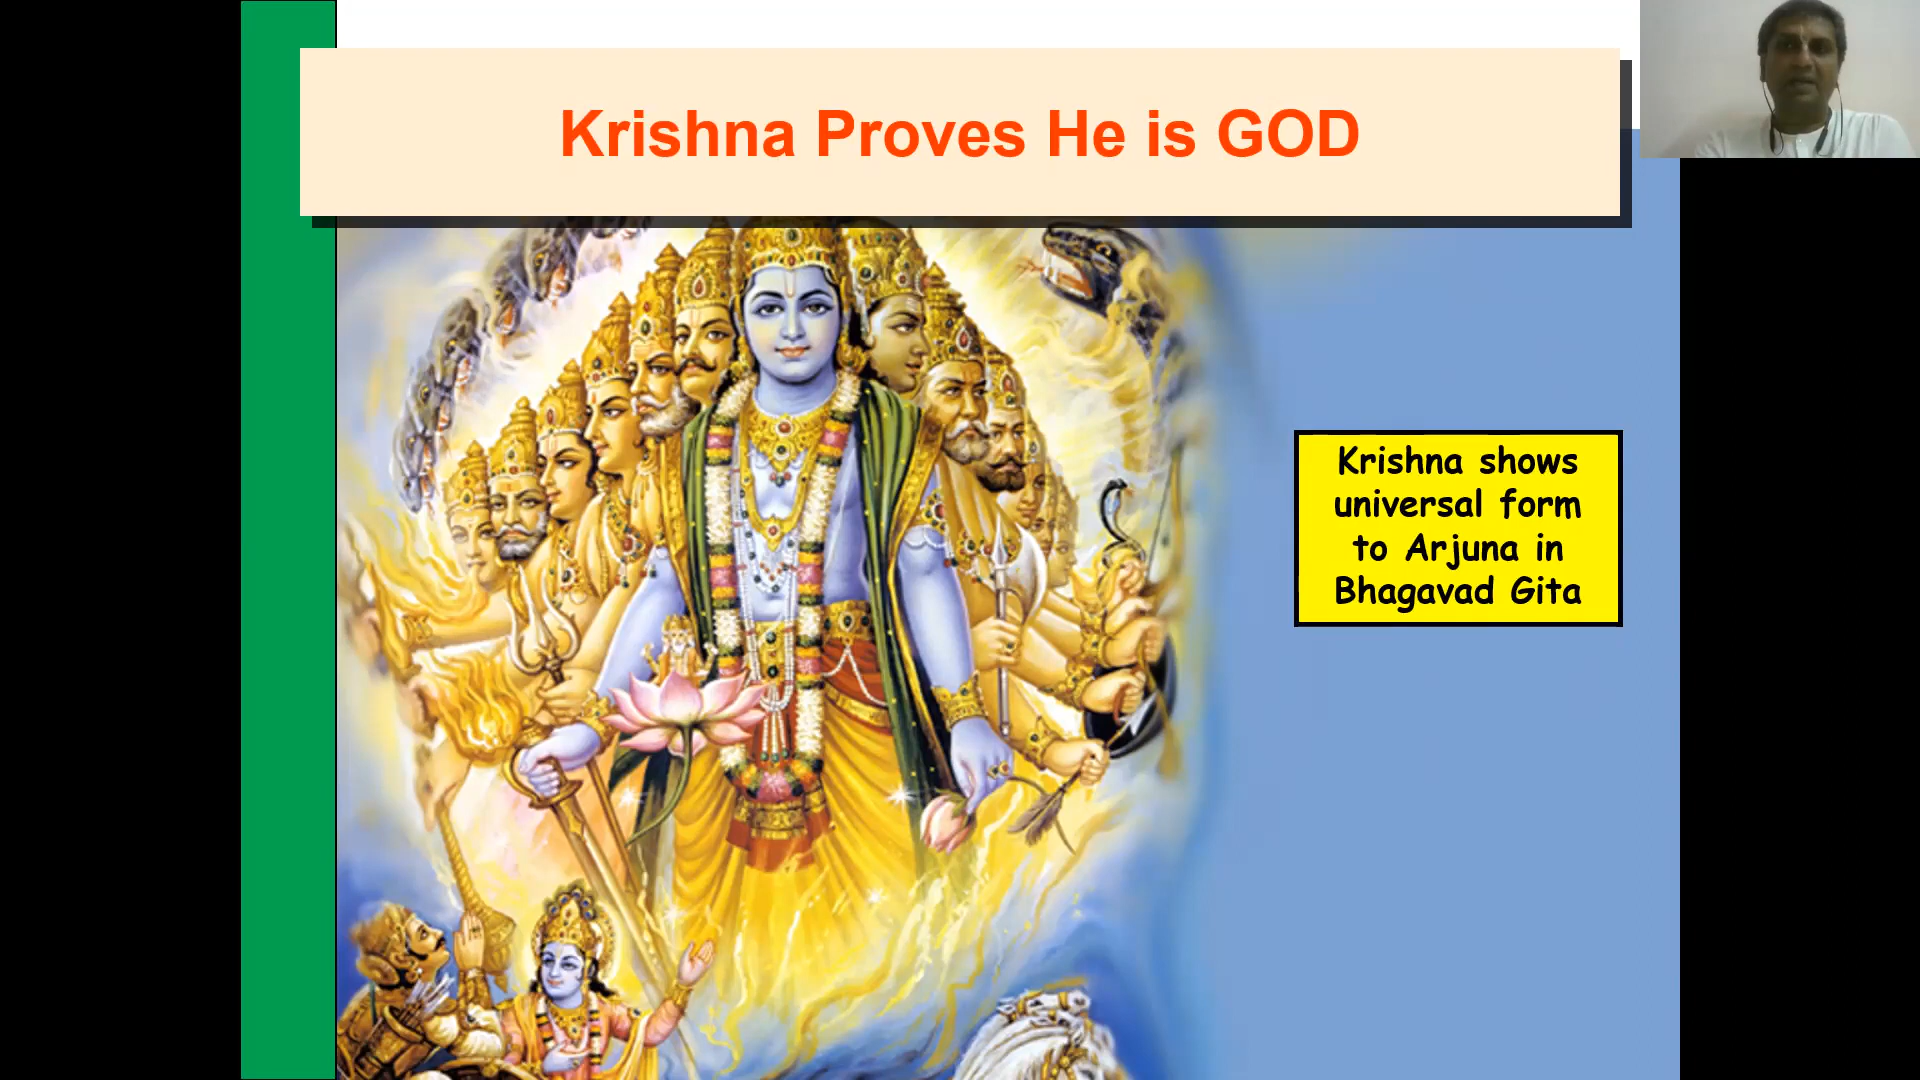 Krishna Proves He is GOD
Krishna shows
universal form
to Arjuna in
Bhagavad Gita